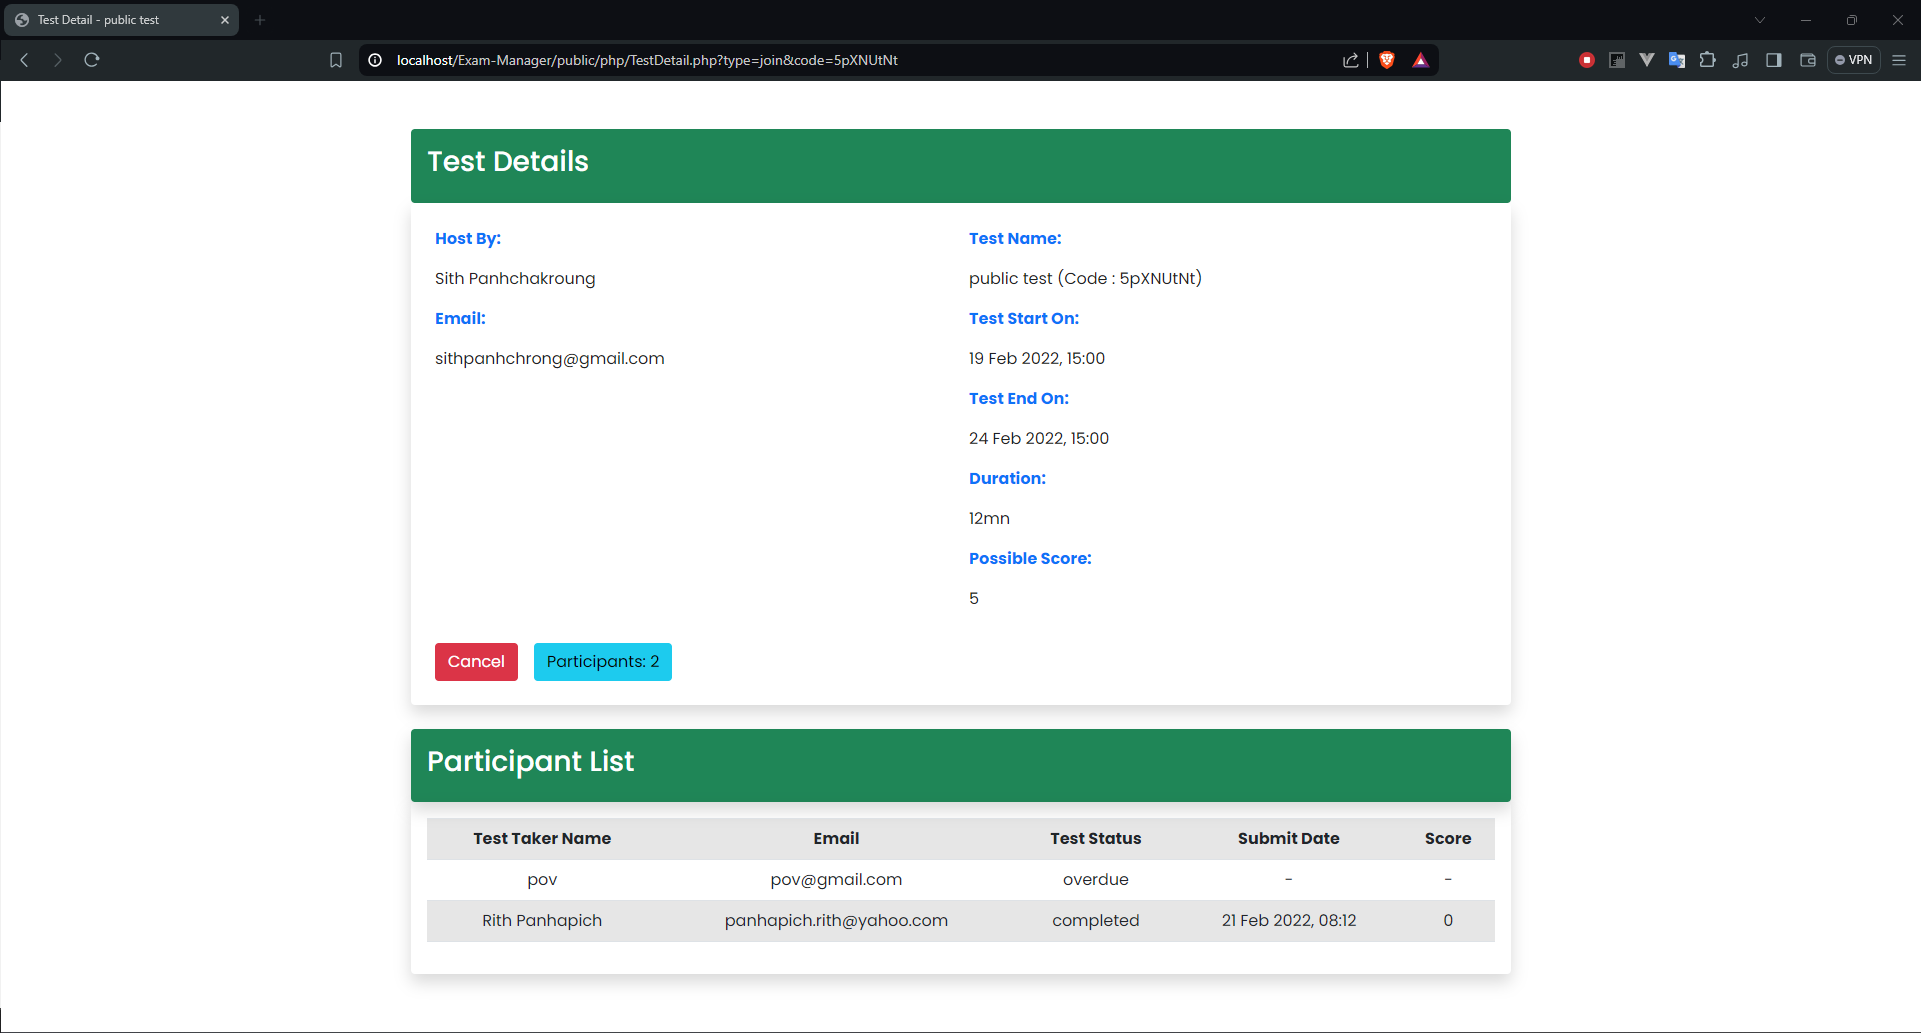 Test Detail - public test
localhost/Exam-Manager/public/php/TestDetail.php?type=join&code=5pXNUtNt
VPN
Test Details
Host By:
Sith Panhchakroung
Email:
sithpanhchrong@gmail.com
Test Name:
public test (Code : 5pXNUtNt)
Test Start On:
19 Feb 2022, 15:00
Test End On:
24 Feb 2022, 15:00
Duration:
12mn
Possible Score:
5
Cancel Participants: 2
Participant List
Test Taker Name Email Test Status Submit Date Score
pov pov@gmail.com overdue - -
Rith Panhapich panhapich.rith@yahoo.com completed 21 Feb 2022, 08:12 0